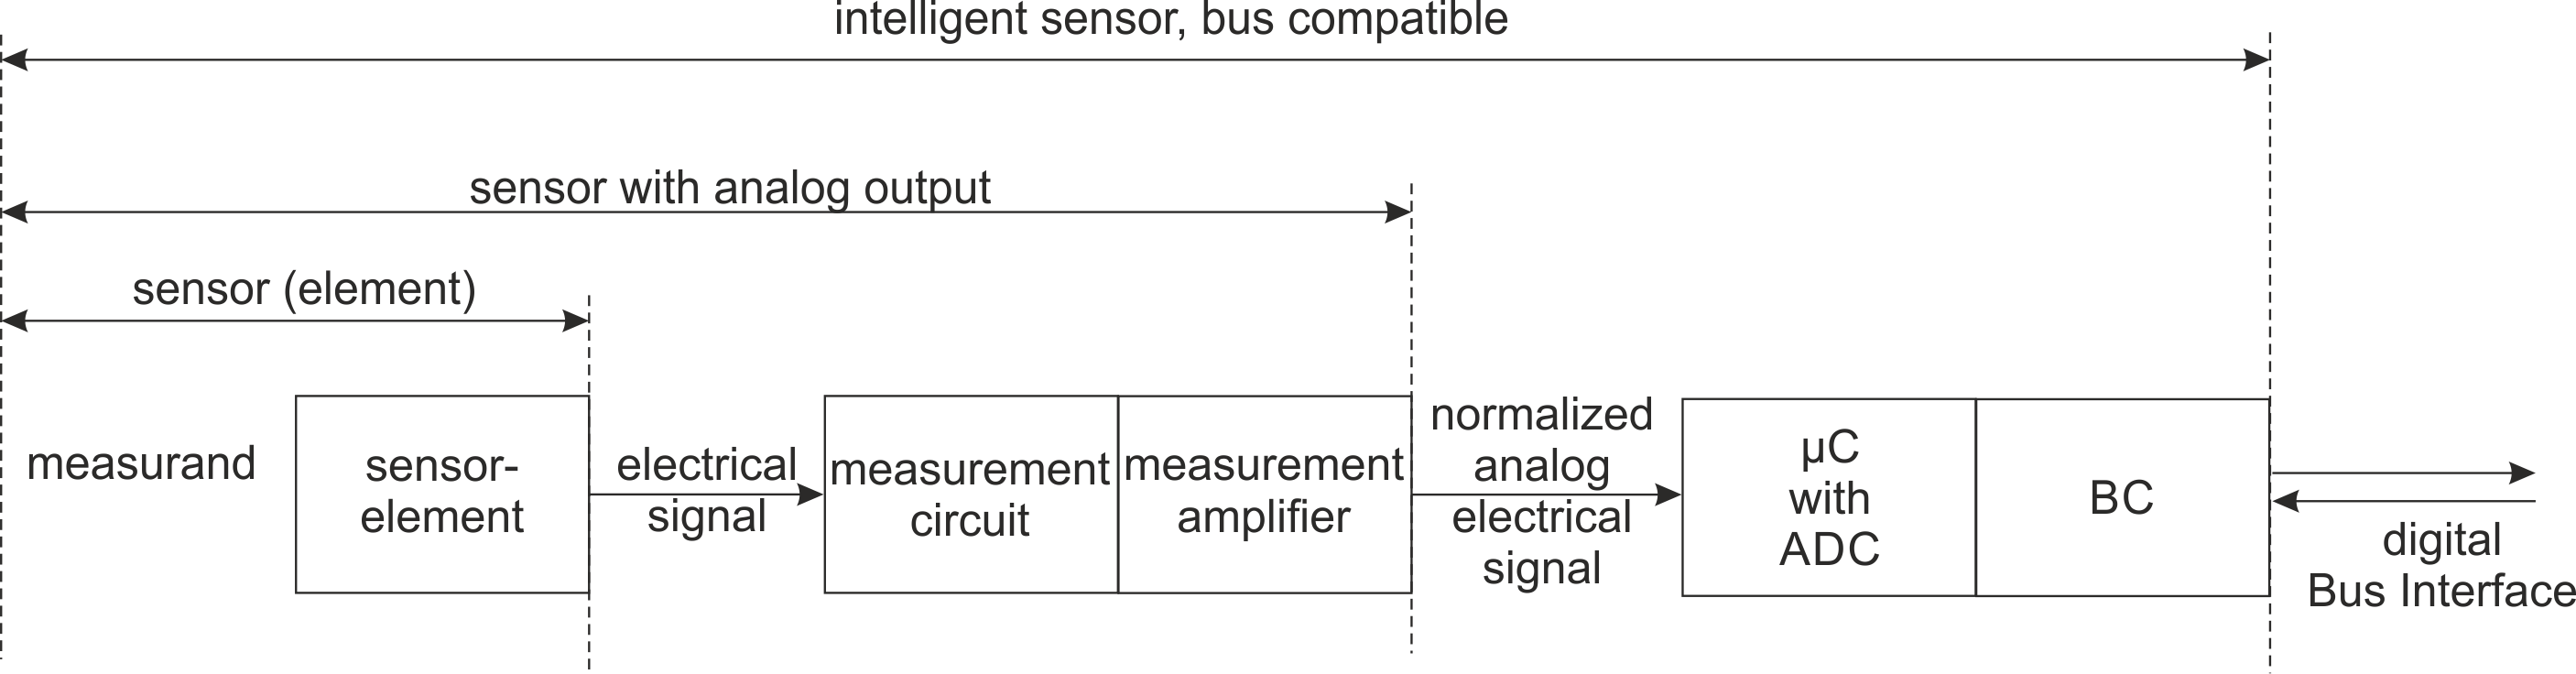 intelligent sensor, bus compatible
sensor with analog output
sensor (element)
measurand
sensor-
element
electrical
signal
measurement
circuit
measurement
amplifier
normalized
analog
electrical
signal
µC
with
ADC
BC
digital
Bus Interface